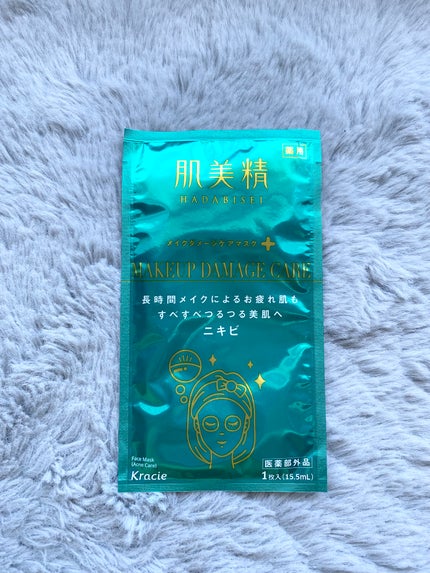 薬用
肌美精
HADABISEI
メイクダメージケアマスク+
MAKEUP DAMAGE CARE
長時間メイクによるお疲れ肌も
すべすべつるつる美肌へ
ニキビ
Face Mask
(Acne Care)
Kracie
医薬部外品
1枚入(15.5mL)